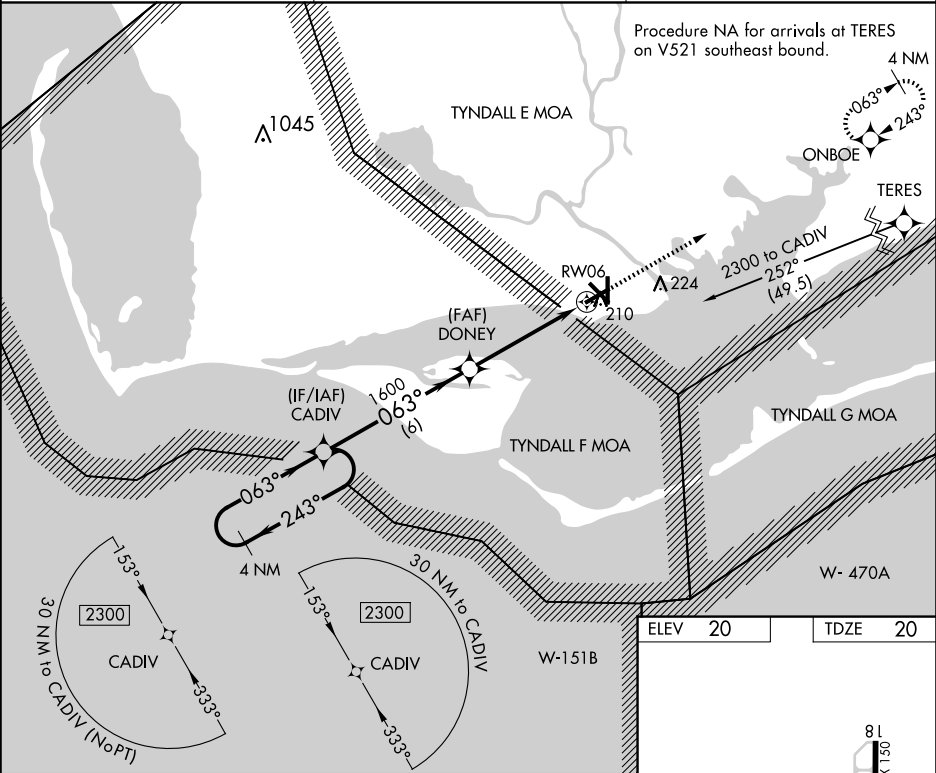 Procedure NA for arrivals at TERES
on V521 southeast bound.
4 NM
063°
243°
ONBOE
TYNDALL E MOA
1045
TERES
2300 to CADIV
252°
(49.5)
RW06
224
210
(FAF)
DONEY
1600
063°
(6)
(IF/IAF)
CADIV
TYNDALL F MOA
TYNDALL G MOA
063°
243°
4 NM
W- 470A
W-151B
153°
2300
CADIV
333°
30 NM to CADIV (NoPT)
153°
2300
CADIV
333°
30 NM to CADIV
ELEV 20
TDZE 20
18